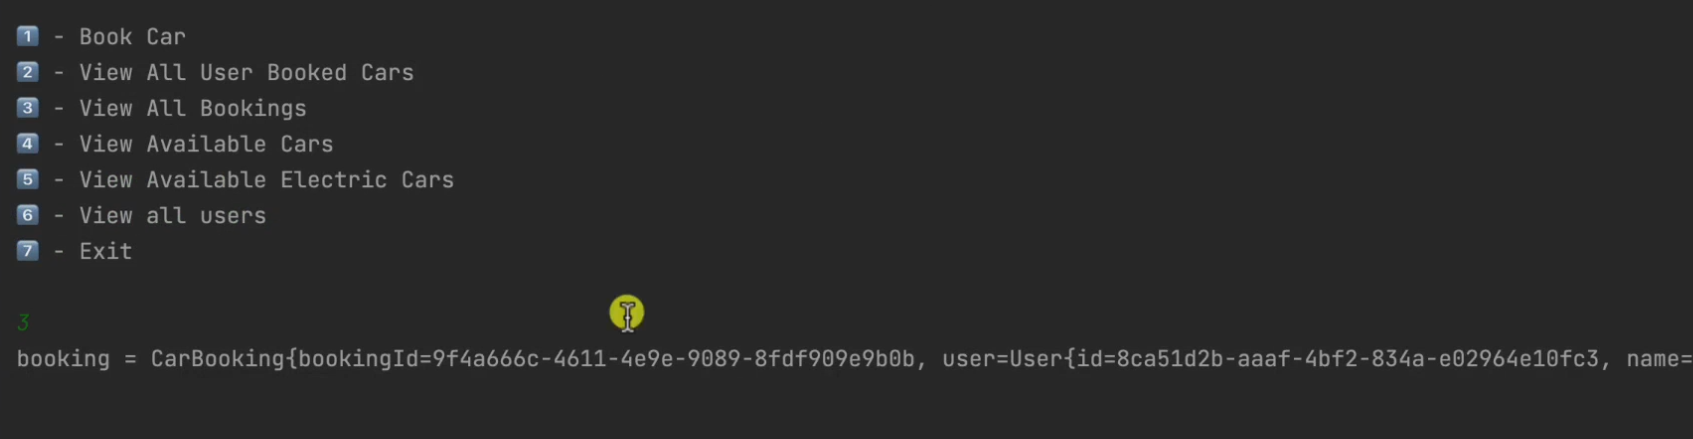 1 - Book Car
2 - View All User Booked Cars
3 - View All Bookings
4 - View Available Cars
5 - View Available Electric Cars
6 - View all users
7 - Exit
3
booking = CarBooking{bookingId=9f4a666c-4611-4e9e-9089-8fdf909e9b0b, user=User{id=8ca51d2b-aaaf-4bf2-834a-e02964e10fc3, name=